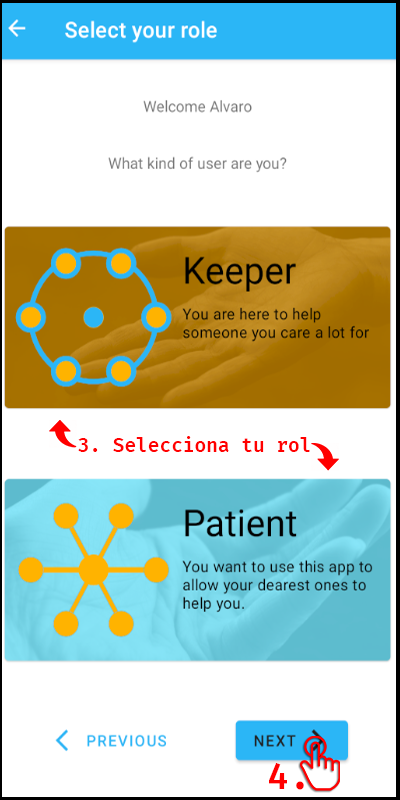 Select your role
Welcome Alvaro
What kind of user are you?
Keeper
You are here to help
someone you care a lot for
3. Selecciona tu rol
Patient
You want to use this app to
allow your dearest ones to
help you.
PREVIOUS
NEXT
4.